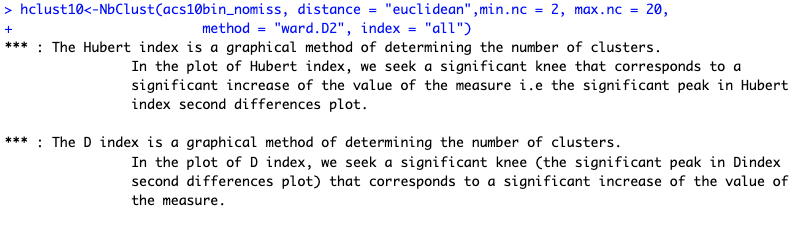 > hclust10<-NbClust(acs10bin_nomiss, distance = "euclidean",min.nc = 2, max.nc = 20,
+ method = "ward.D2", index = "all")
*** : The Hubert index is a graphical method of determining the number of clusters.
In the plot of Hubert index, we seek a significant knee that corresponds to a
significant increase of the value of the measure i.e the significant peak in Hubert
index second differences plot.
*** : The D index is a graphical method of determining the number of clusters.
In the plot of D index, we seek a significant knee (the significant peak in Dindex
second differences plot) that corresponds to a significant increase of the value of
the measure.